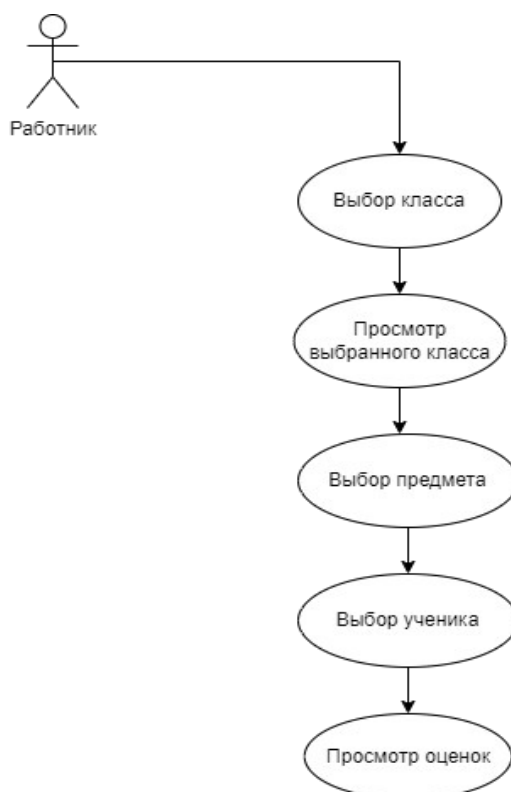 Работник
Выбор класса
Просмотр
выбранного класса
Выбор предмета
Выбор ученика
Просмотр оценок